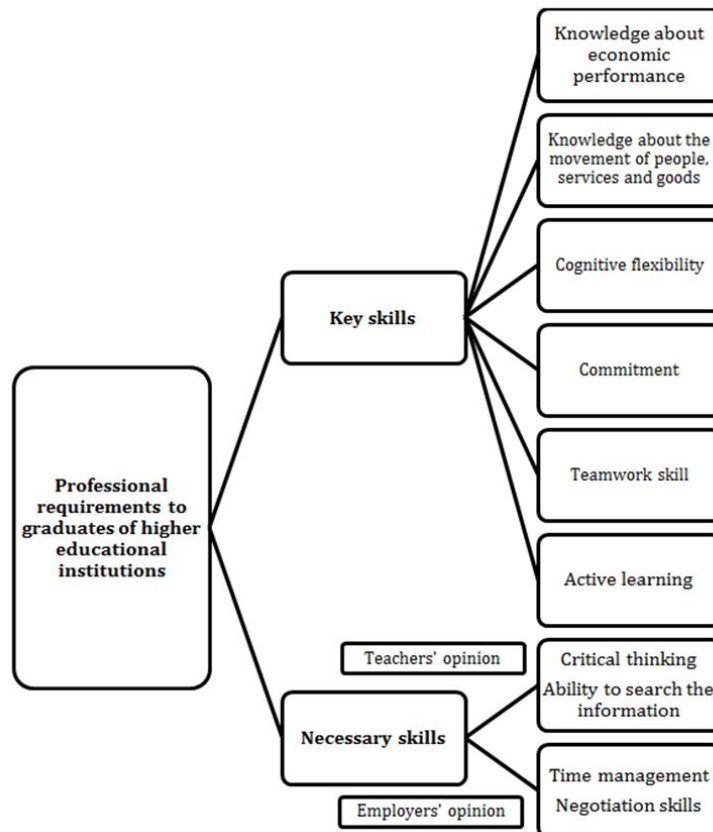 Knowledge about
economic
performance
Knowledge about the
movement of people,
services and goods
Cognitive flexibility
Key skills
Commitment
Professional
requirements to
graduates of higher
educational
institutions
Teamwork skill
Active learning
Teachers' opinion
Critical thinking
Ability to search the
information
Necessary skills
Employers' opinion
Time management
Negotiation skills